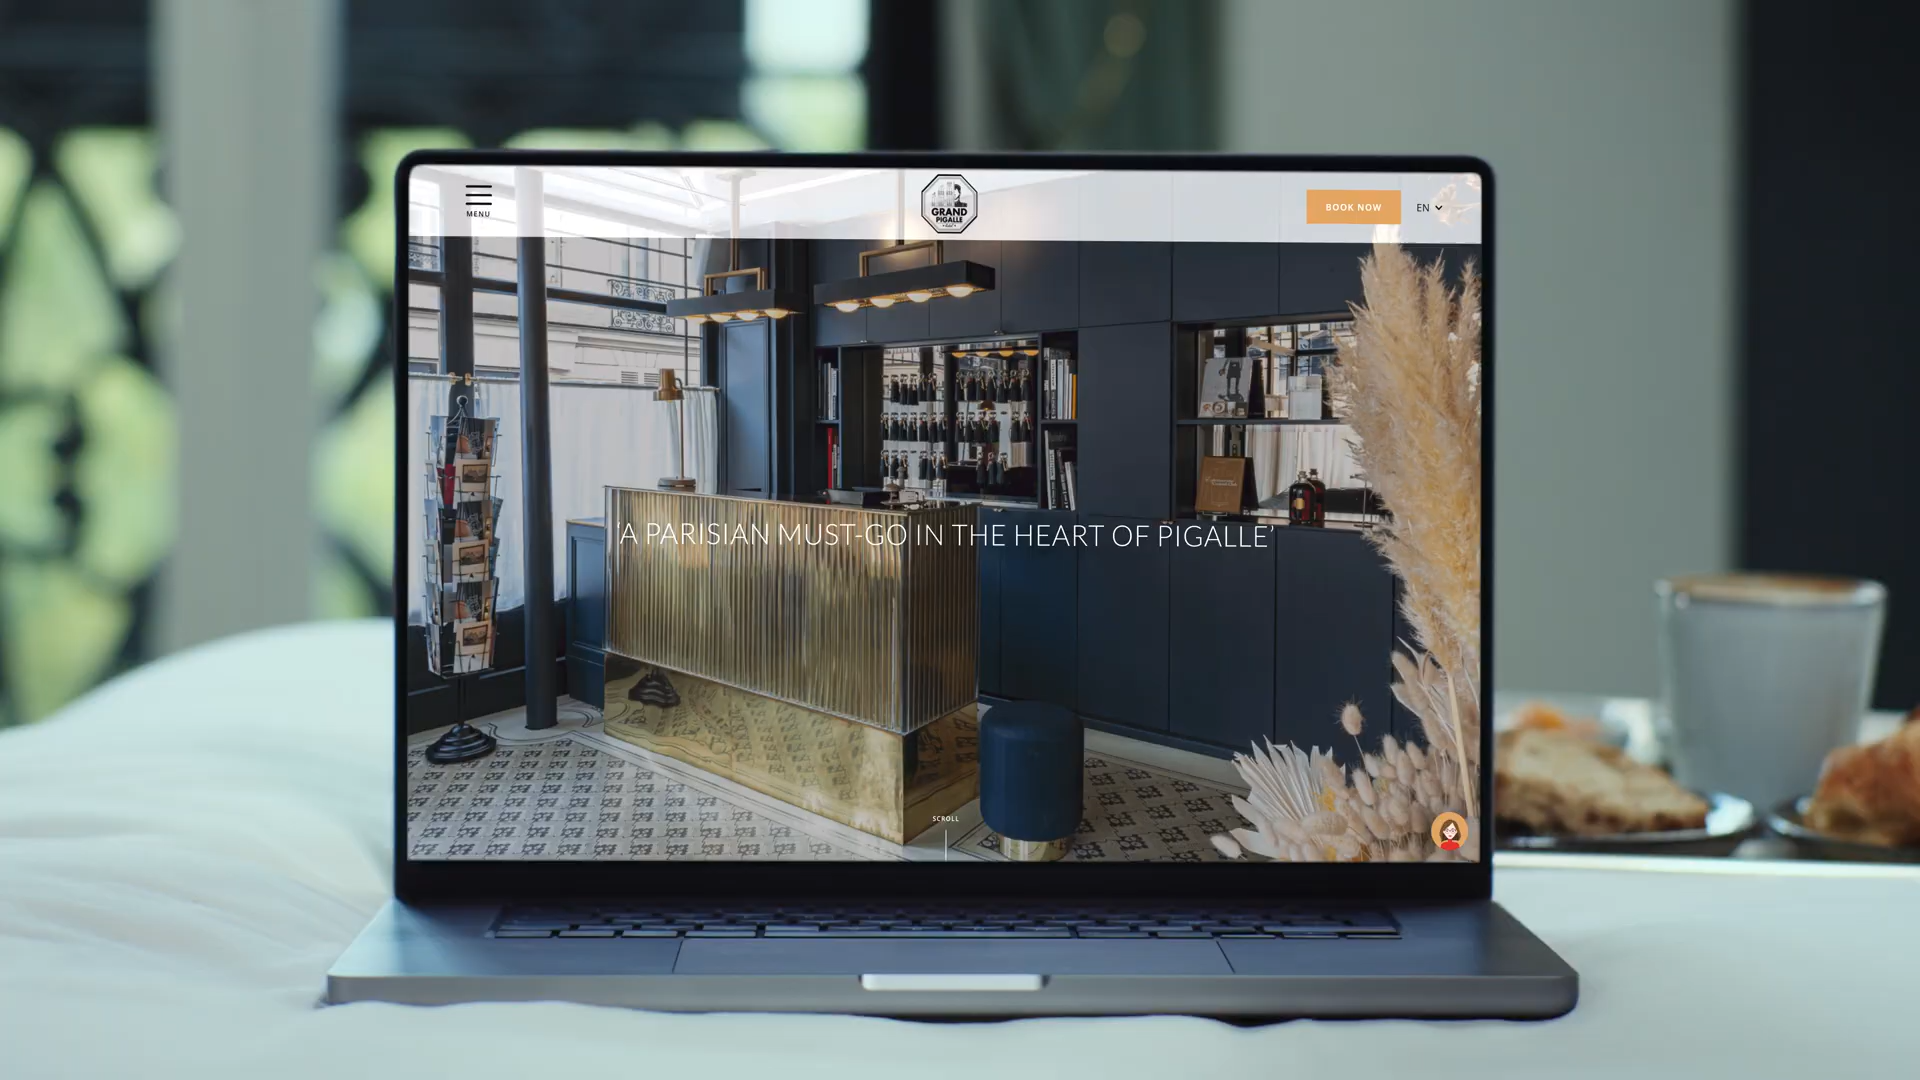 MENU
GRAND
PIGALLE
BOOK NOW
EN
‘A PARISIAN MUST-GO IN THE HEART OF PIGALLE’
SCROLL